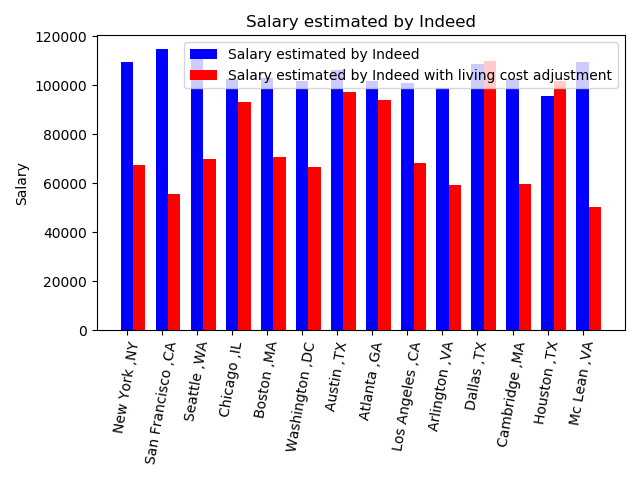 Salary estimated by Indeed
Salary estimated by Indeed
Salary estimated by Indeed with living cost adjustment
Salary
120000
100000
80000
60000
40000
20000
0
New York ,NY
San Francisco ,CA
Seattle ,WA
Chicago ,IL
Boston ,MA
Washington ,DC
Austin ,TX
Atlanta ,GA
Los Angeles ,CA
Arlington ,VA
Dallas ,TX
Cambridge ,MA
Houston ,TX
Mc Lean ,VA